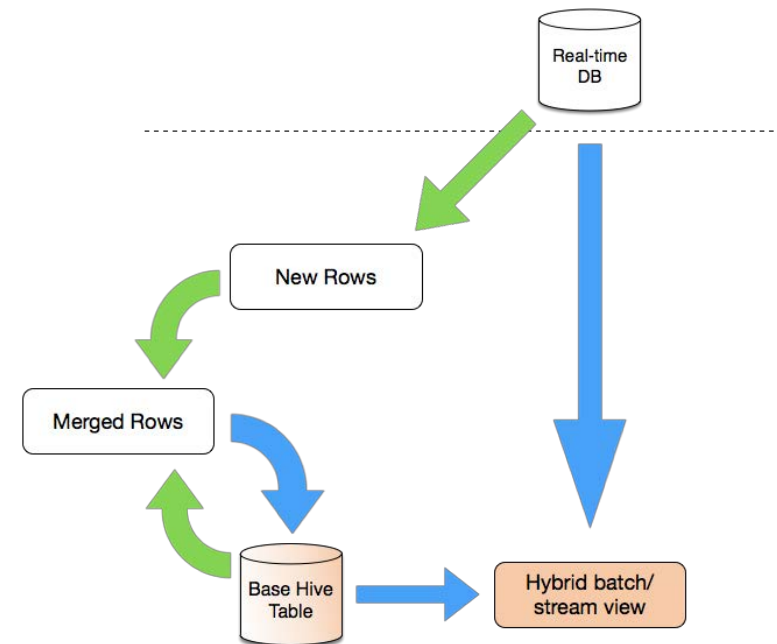 Real-time
DB
New Rows
Merged Rows
Base Hive
Table
Hybrid batch/
stream view